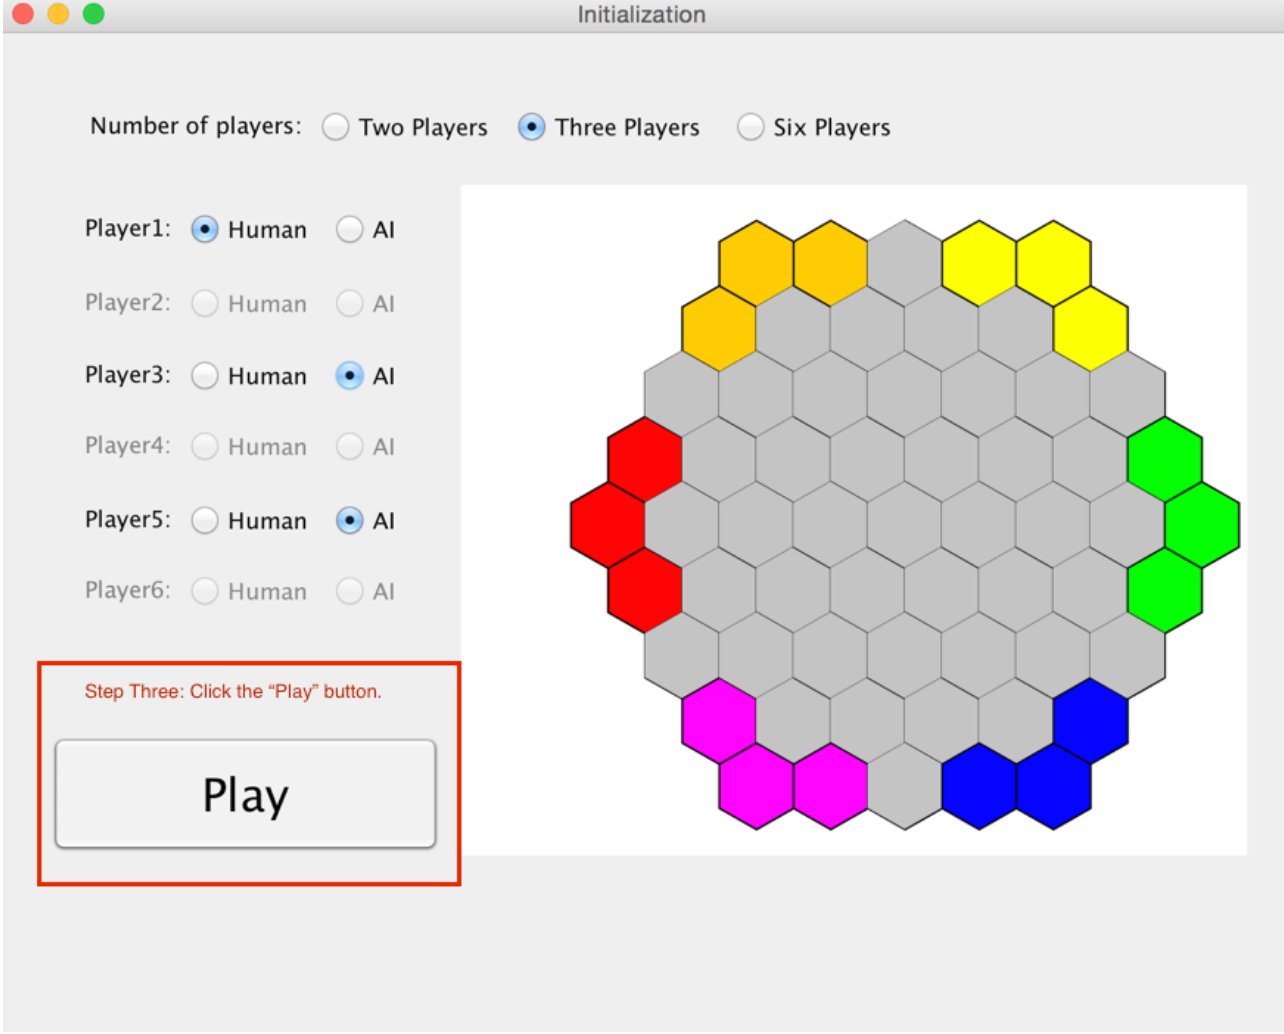 Initialization
Number of players: Two Players Three Players Six Players
Player1: Human AI
Player2: Human AI
Player3: Human AI
Player4: Human AI
Player5: Human AI
Player6: Human AI
Step Three: Click the “Play” button.
Play